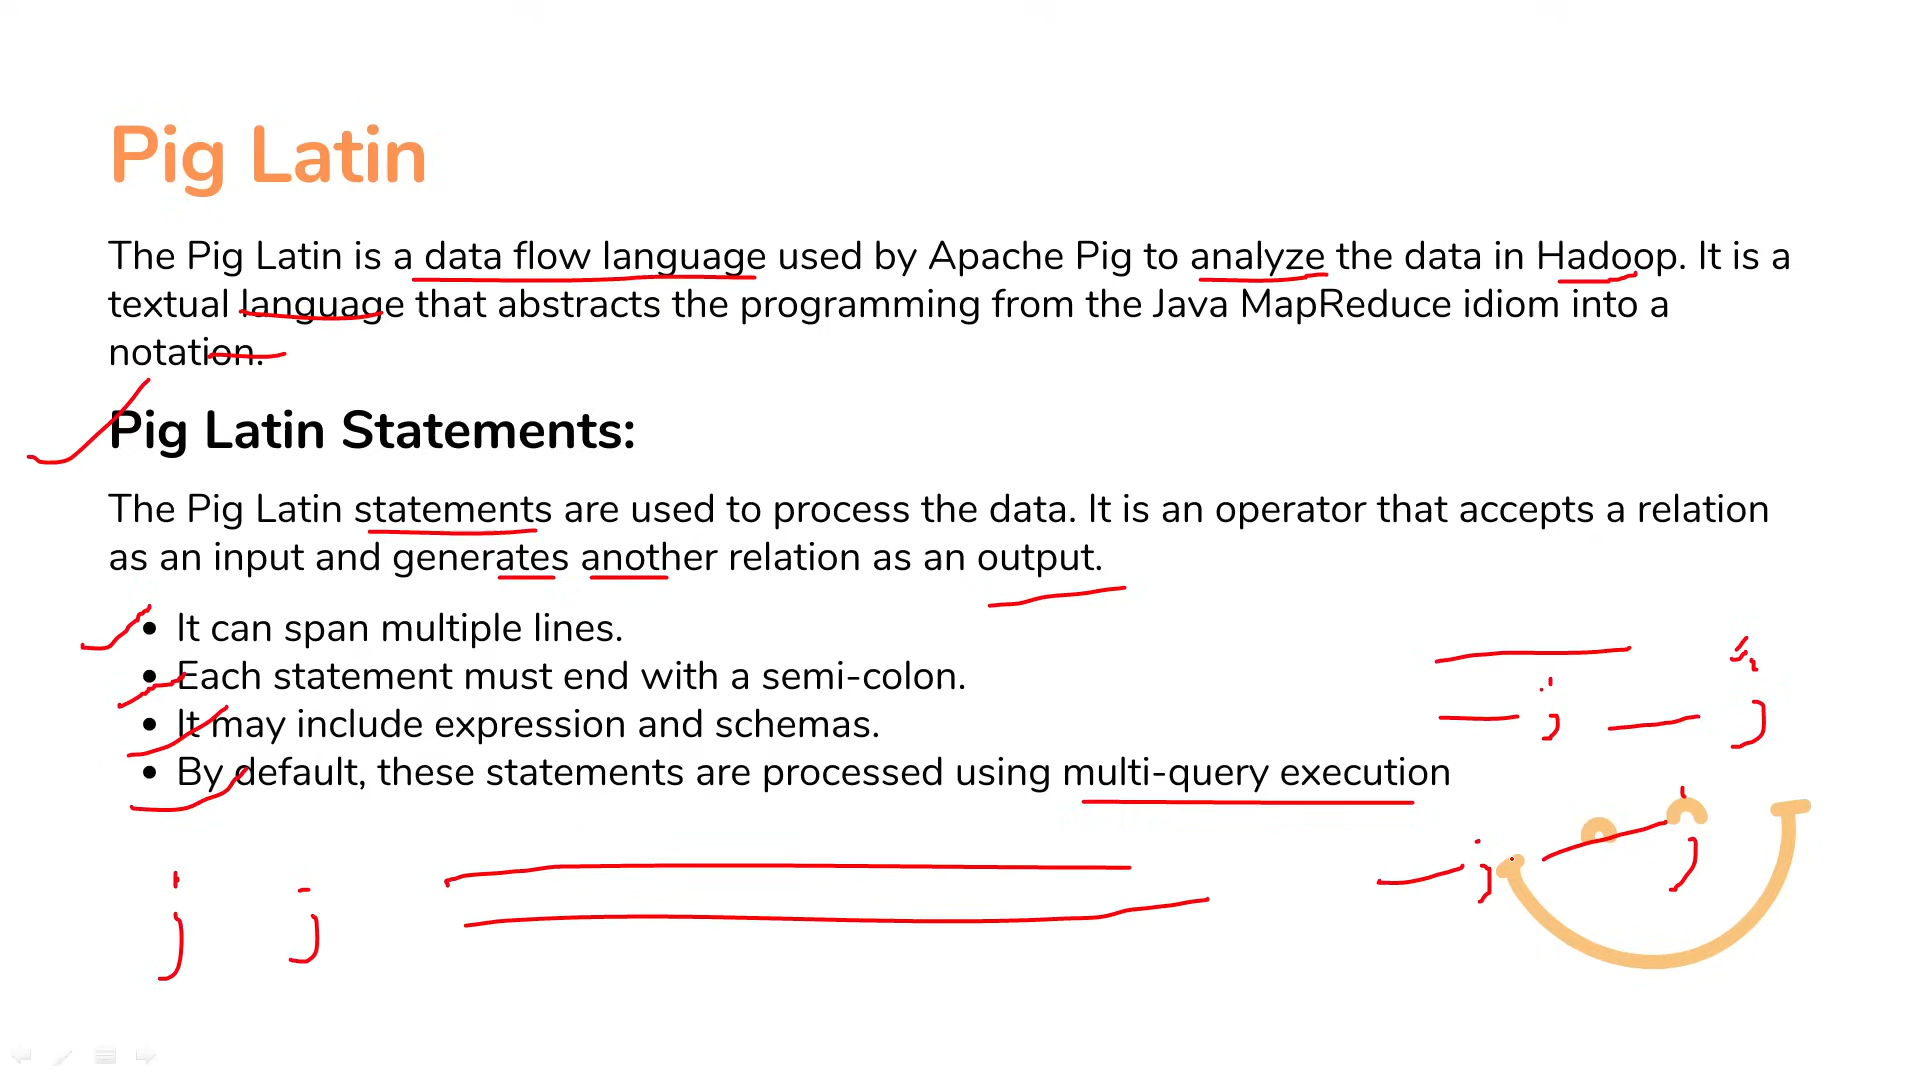 Pig Latin
The Pig Latin is a data flow language used by Apache Pig to analyze the data in Hadoop. It is a
textual language that abstracts the programming from the Java MapReduce idiom into a
notation.
Pig Latin Statements:
The Pig Latin statements are used to process the data. It is an operator that accepts a relation
as an input and generates another relation as an output.
• It can span multiple lines.
• Each statement must end with a semi-colon.
• It may include expression and schemas.
• By default, these statements are processed using multi-query execution
; ;
; ;
; ;